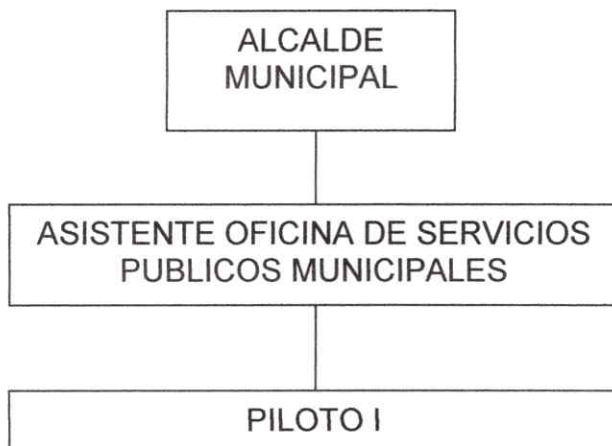 ALCALDE
MUNICIPAL
ASISTENTE OFICINA DE SERVICIOS
PUBLICOS MUNICIPALES
PILOTO I